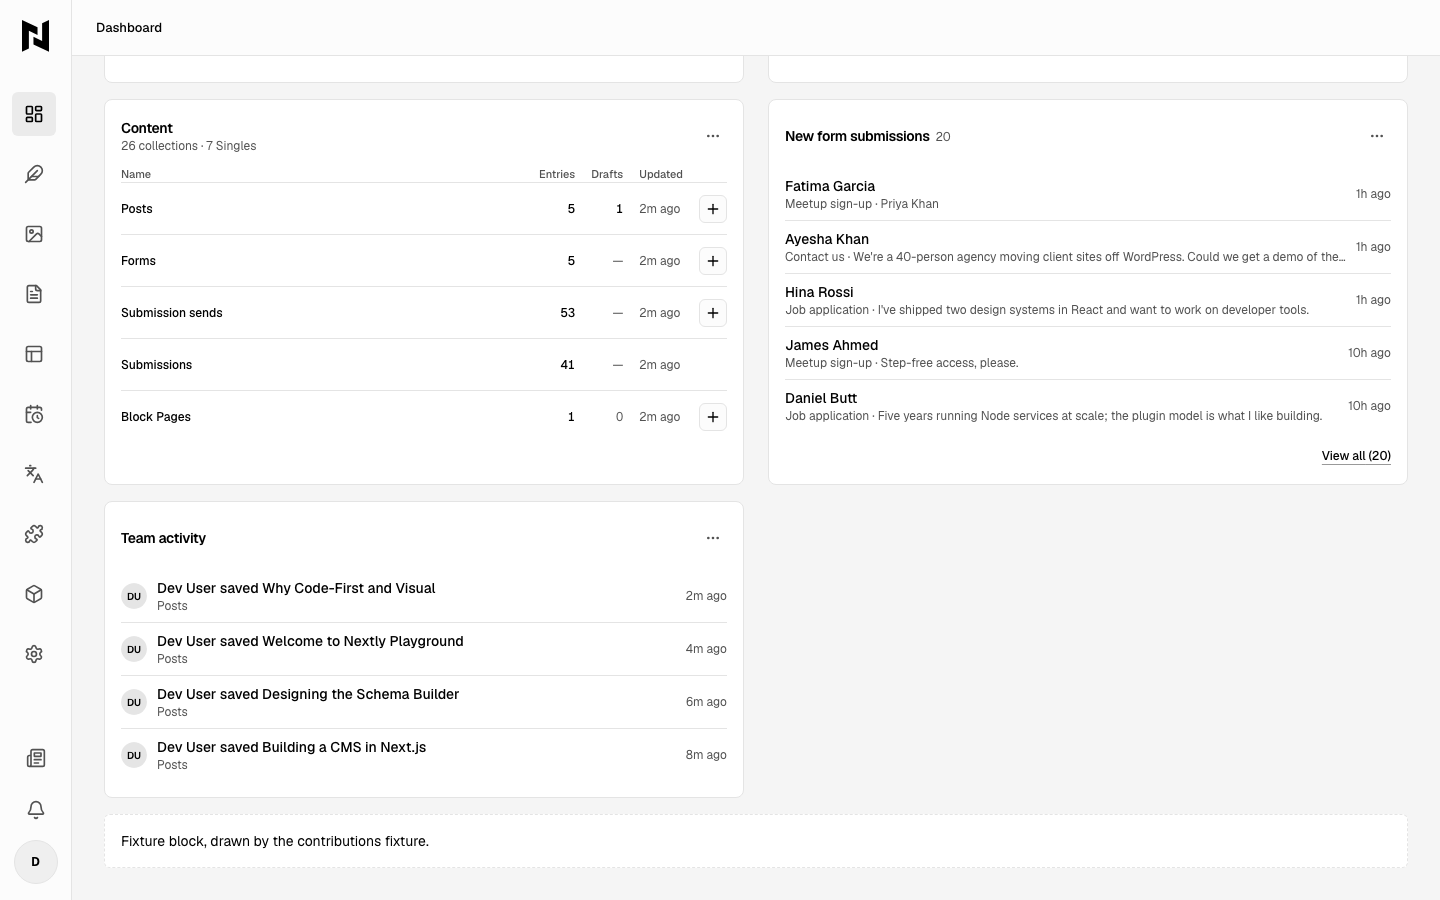 Dashboard
Content
26 collections · 7 Singles
Name Entries Drafts Updated
Posts 5 1 2m ago
Forms 5 — 2m ago
Submission sends 53 — 2m ago
Submissions 41 — 2m ago
Block Pages 1 0 2m ago
New form submissions 20
Fatima Garcia
Meetup sign-up · Priya Khan
1h ago
Ayesha Khan
Contact us · We're a 40-person agency moving client sites off WordPress. Could we get a demo of the...
1h ago
Hina Rossi
Job application · I've shipped two design systems in React and want to work on developer tools.
1h ago
James Ahmed
Meetup sign-up · Step-free access, please.
10h ago
Daniel Butt
Job application · Five years running Node services at scale; the plugin model is what I like building.
10h ago
View all (20)
Team activity
DU Dev User saved Why Code-First and Visual
Posts
2m ago
DU Dev User saved Welcome to Nextly Playground
Posts
4m ago
DU Dev User saved Designing the Schema Builder
Posts
6m ago
DU Dev User saved Building a CMS in Next.js
Posts
8m ago
Fixture block, drawn by the contributions fixture.
D